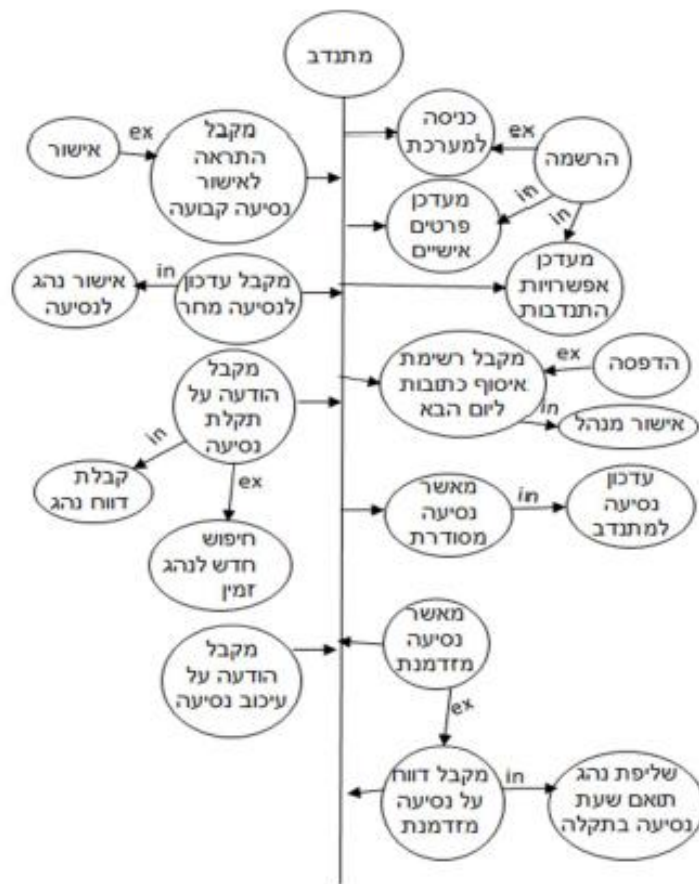 מתנדב
כניסה
למערכת
ex
הרשמה
in
in
מעדכן
פרטים
אישיים
מעדכן
אפשרויות
התנדבות
מקבל
התראה
לאישור
נסיעה קבועה
ex
אישור
מקבל עדכון
לנסיעה מחר
in
אישור נהג
לנסיעה
מקבל רשימת
איסוף כתובות
ליום הבא
ex
הדפסה
in
אישור מנהל
מקבל
הודעה על
תקלת
נסיעה
in
קבלת
דווח נהג
ex
חיפוש
חדש לנהג
זמין
מאשר
נסיעה
מסודרת
in
עדכון
נסיעה
למתנדב
מאשר
נסיעה
מזדמנת
ex
מקבל
הודעה על
עיכוב נסיעה
מקבל דווח
על נסיעה
מזדמנת
in
שליפת נהג
תואם שעת
נסיעה בתקלה